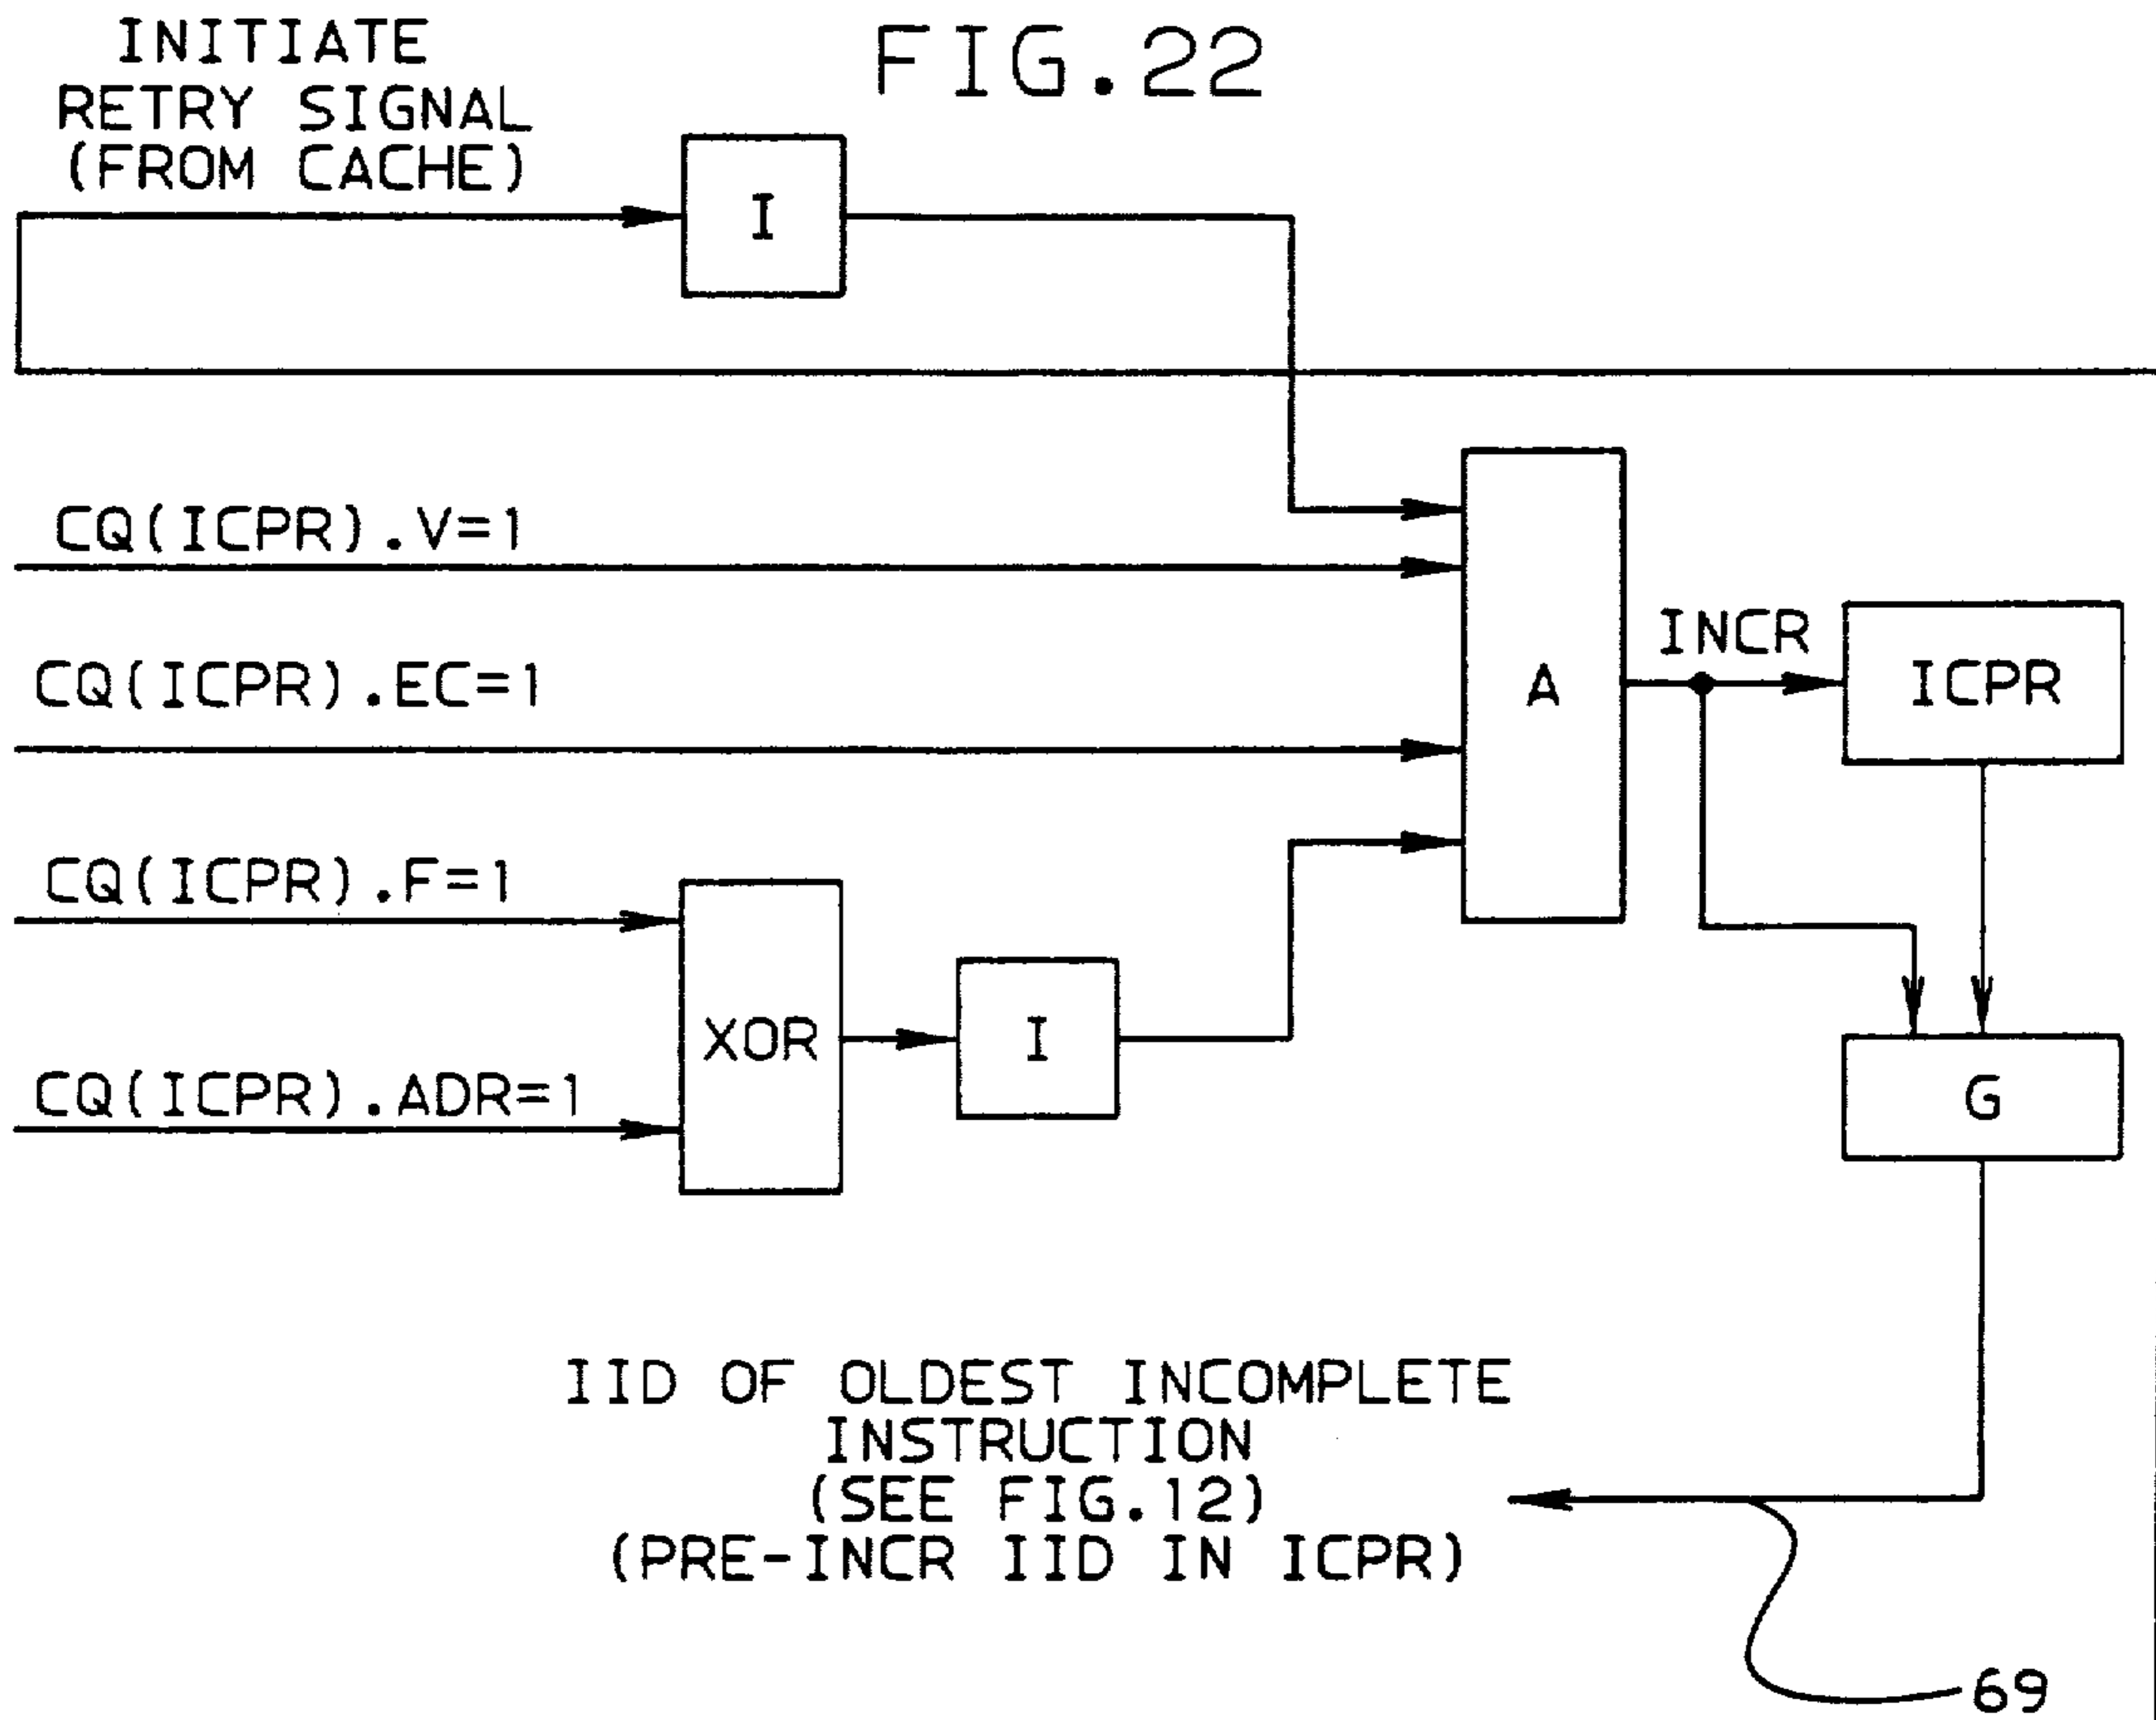 FIG.22
INITIATE
RETRY SIGNAL
(FROM CACHE)
I
CQ(ICPR).V=1
CQ(ICPR).EC=1
A
INCR
ICPR
CQ(ICPR).F=1
XOR
I
CQ(ICPR).ADR=1
G
IID OF OLDEST INCOMPLETE
INSTRUCTION
(SEE FIG.12)
(PRE-INCR IID IN ICPR)
69